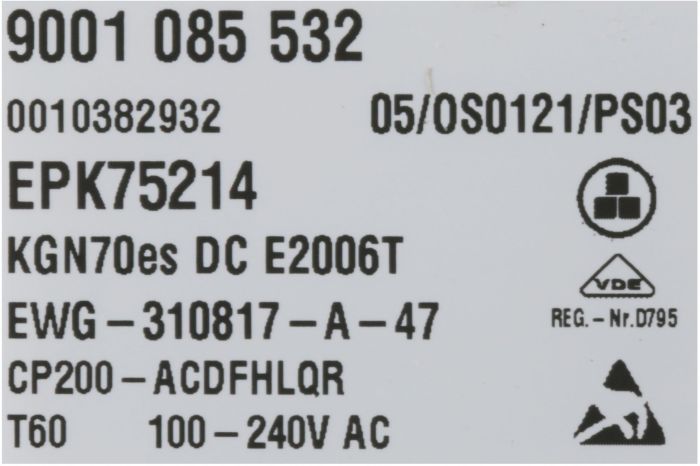 9001 085 532
0010382932 05/OS0121/PS03
EPK75214
KGN70es DC E2006T
VDE
EWG-310817-A-47
REG.-Nr.D795
CP200-ACDFHLQR
T60 100-240V AC